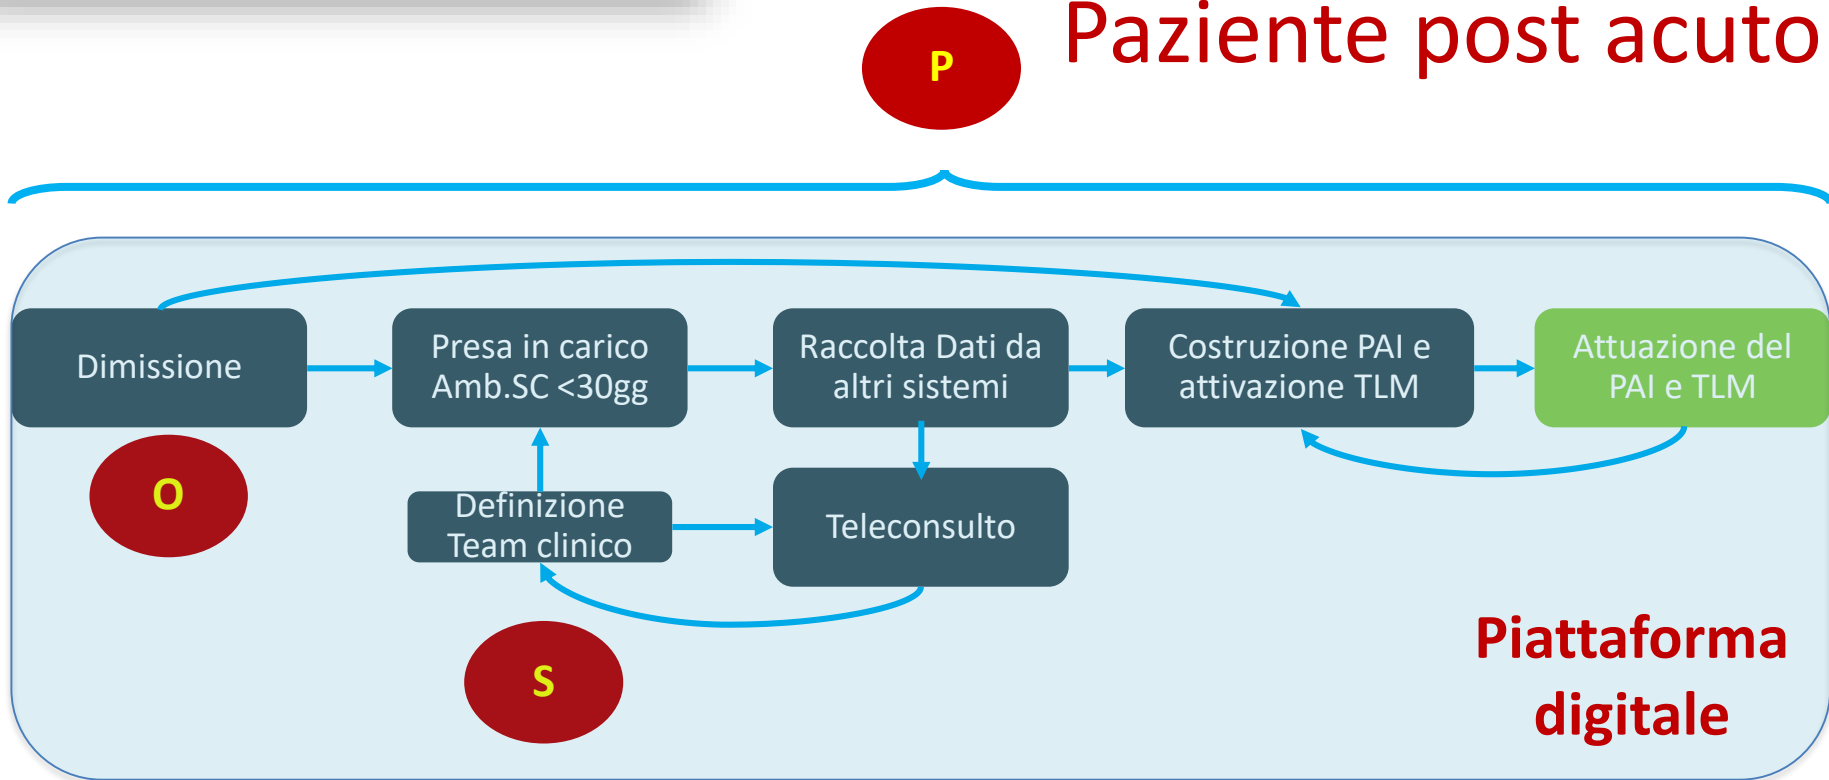 P
Paziente post acuto
Dimissione
Presa in carico
Amb.SC <30gg
Raccolta Dati da
altri sistemi
Costruzione PAI e
attivazione TLM
Attuazione del
PAI e TLM
O
Definizione
Team clinico
Teleconsulto
S
Piattaforma
digitale